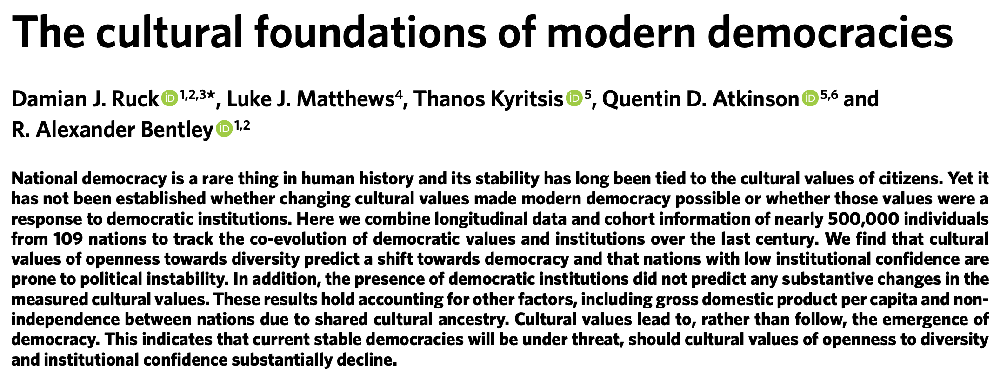 The cultural foundations of modern democracies
Damian J. Ruck iD 1,2,3*, Luke J. Matthews4, Thanos Kyritsis iD 5, Quentin D. Atkinson iD 5,6 and
R. Alexander Bentley iD 1,2
National democracy is a rare thing in human history and its stability has long been tied to the cultural values of citizens. Yet it
has not been established whether changing cultural values made modern democracy possible or whether those values were a
response to democratic institutions. Here we combine longitudinal data and cohort information of nearly 500,000 individuals
from 109 nations to track the co-evolution of democratic values and institutions over the last century. We find that cultural
values of openness towards diversity predict a shift towards democracy and that nations with low institutional confidence are
prone to political instability. In addition, the presence of democratic institutions did not predict any substantive changes in the
measured cultural values. These results hold accounting for other factors, including gross domestic product per capita and non-
independence between nations due to shared cultural ancestry. Cultural values lead to, rather than follow, the emergence of
democracy. This indicates that current stable democracies will be under threat, should cultural values of openness to diversity
and institutional confidence substantially decline.